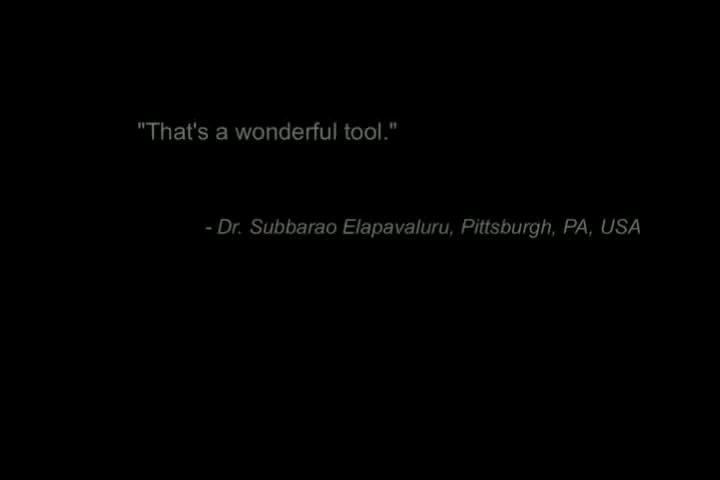 "That's a wonderful tool."
- Dr. Subbarao Elapavaluru, Pittsburgh, PA, USA